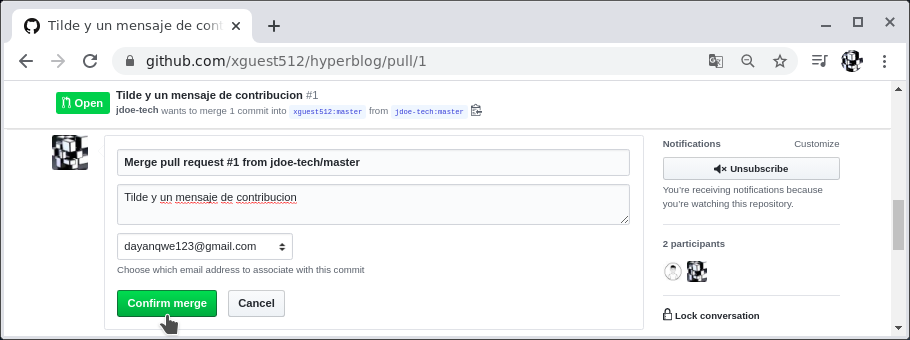 Tilde y un mensaje de cont
github.com/xguest512/hyperblog/pull/1
Open
Tilde y un mensaje de contribucion #1
jdoe-tech wants to merge 1 commit into xguest512:master from jdoe-tech:master
Merge pull request #1 from jdoe-tech/master
Tilde y un mensaje de contribucion
dayanqwe123@gmail.com
Choose which email address to associate with this commit
Confirm merge
Cancel
Notifications
Customize
Unsubscribe
You're receiving notifications because
you're watching this repository.
2 participants
Lock conversation